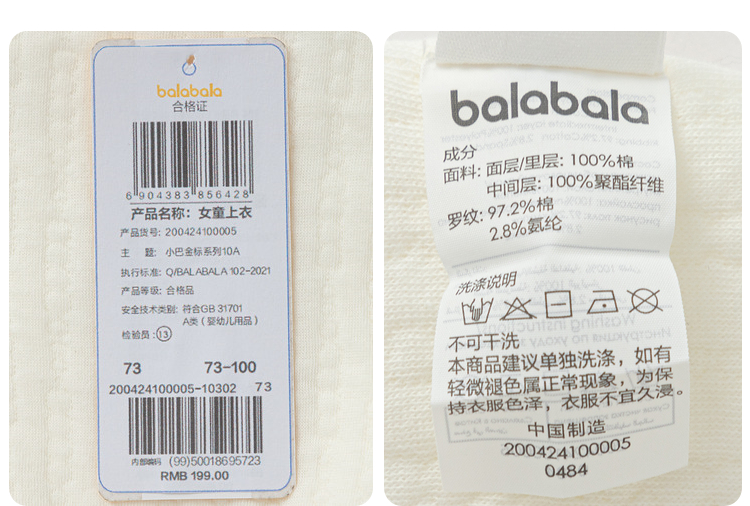 balabala
合格证
6 904383 856428
产品名称: 女童上衣
产品货号: 200424100005
主 题: 小巴金标系列10A
执行标准: Q/BALABALA 102-2021
产品等级: 合格品
安全技术类别: 符合GB 31701
A类 ( 婴幼儿用品 )
检验员: 13
73 73-100
200424100005-10302 73
内部编码 (99)50018695723
RMB 199.00
balabala
成分
面料: 面层/里层: 100%棉
中间层: 100%聚酯纤维
罗纹: 97.2%棉
2.8%氨纶
洗涤说明
不可干洗
本商品建议单独洗涤, 如有
轻微褪色属正常现象, 为保
持衣服色泽, 衣服不宜久浸。
中国制造
200424100005
0484